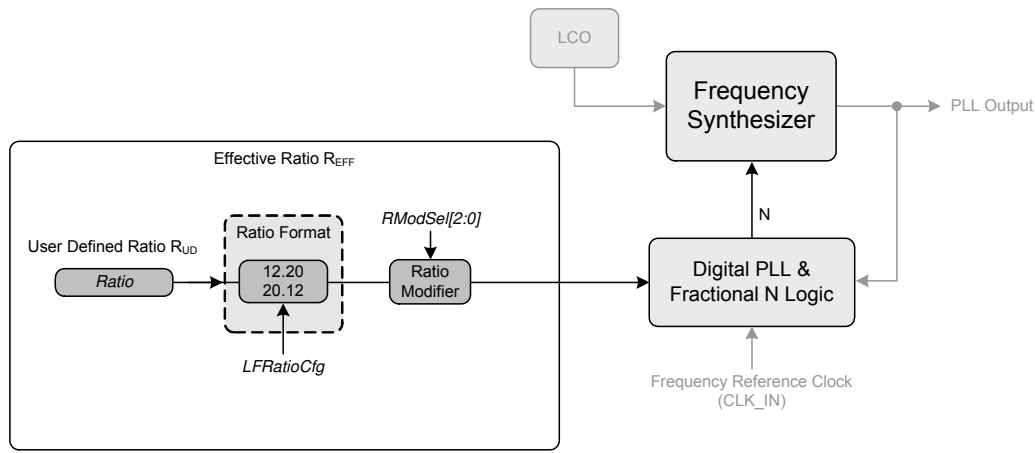 LCO
Frequency
Synthesizer
PLL Output
Effective Ratio REFF
N
RModSel[2:0]
User Defined Ratio RUD
Ratio Format
Ratio
12.20
20.12
Ratio
Modifier
Digital PLL &
Fractional N Logic
LFRatioCfg
Frequency Reference Clock
(CLK_IN)